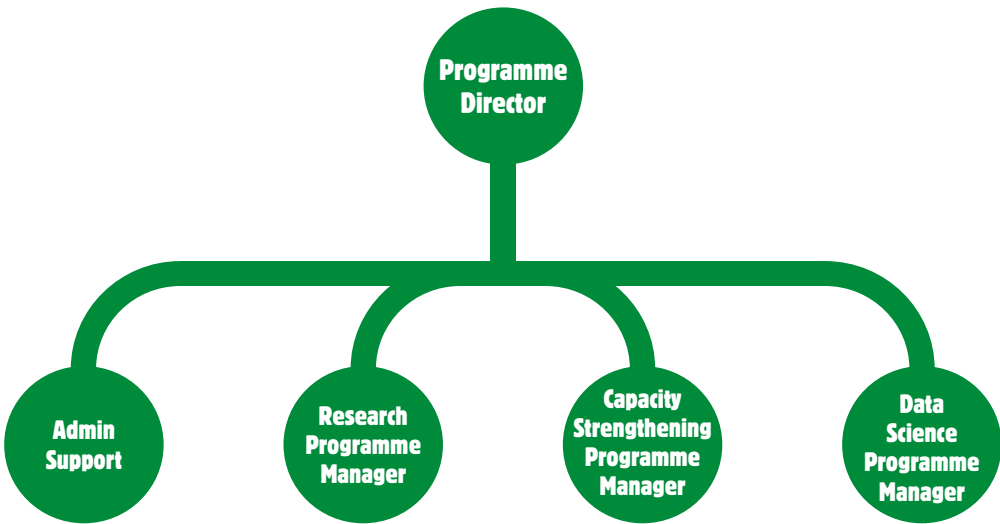 Programme
Director
Admin
Support
Research
Programme
Manager
Capacity
Strengthening
Programme
Manager
Data
Science
Programme
Manager